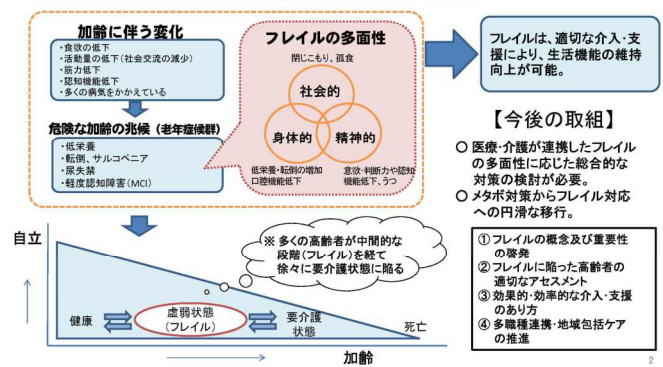 加齢に伴う変化
・食欲の低下
・活動量の低下(社会交流の減少)
・筋力低下
・認知機能低下
・多くの病気をかかえている
危険な加齢の兆候(老年症候群)
・低栄養
・転倒、サルコペニア
・尿失禁
・軽度認知障害(MCI)
フレイルの多面性
閉じこもり、孤食
社会的
身体的
精神的
低栄養・転倒の増加
口腔機能低下
意欲・判断力や認知
機能低下、うつ
フレイルは、適切な介入・支
援により、生活機能の維持
向上が可能。
【今後の取組】
○ 医療・介護が連携したフレイル
の多面性に応じた総合的な
対策の検討が必要。
○ メタボ対策からフレイル対応
への円滑な移行。
① フレイルの概念及び重要性
の啓発
② フレイルに陥った高齢者の
適切なアセスメント
③ 効果的・効率的な介入・支援
のあり方
④ 多職種連携・地域包括ケア
の推進
自立
※ 多くの高齢者が中間的な
段階(フレイル)を経て
徐々に要介護状態に陥る
健康
虚弱状態
(フレイル)
要介護
状態
死亡
加齢
2